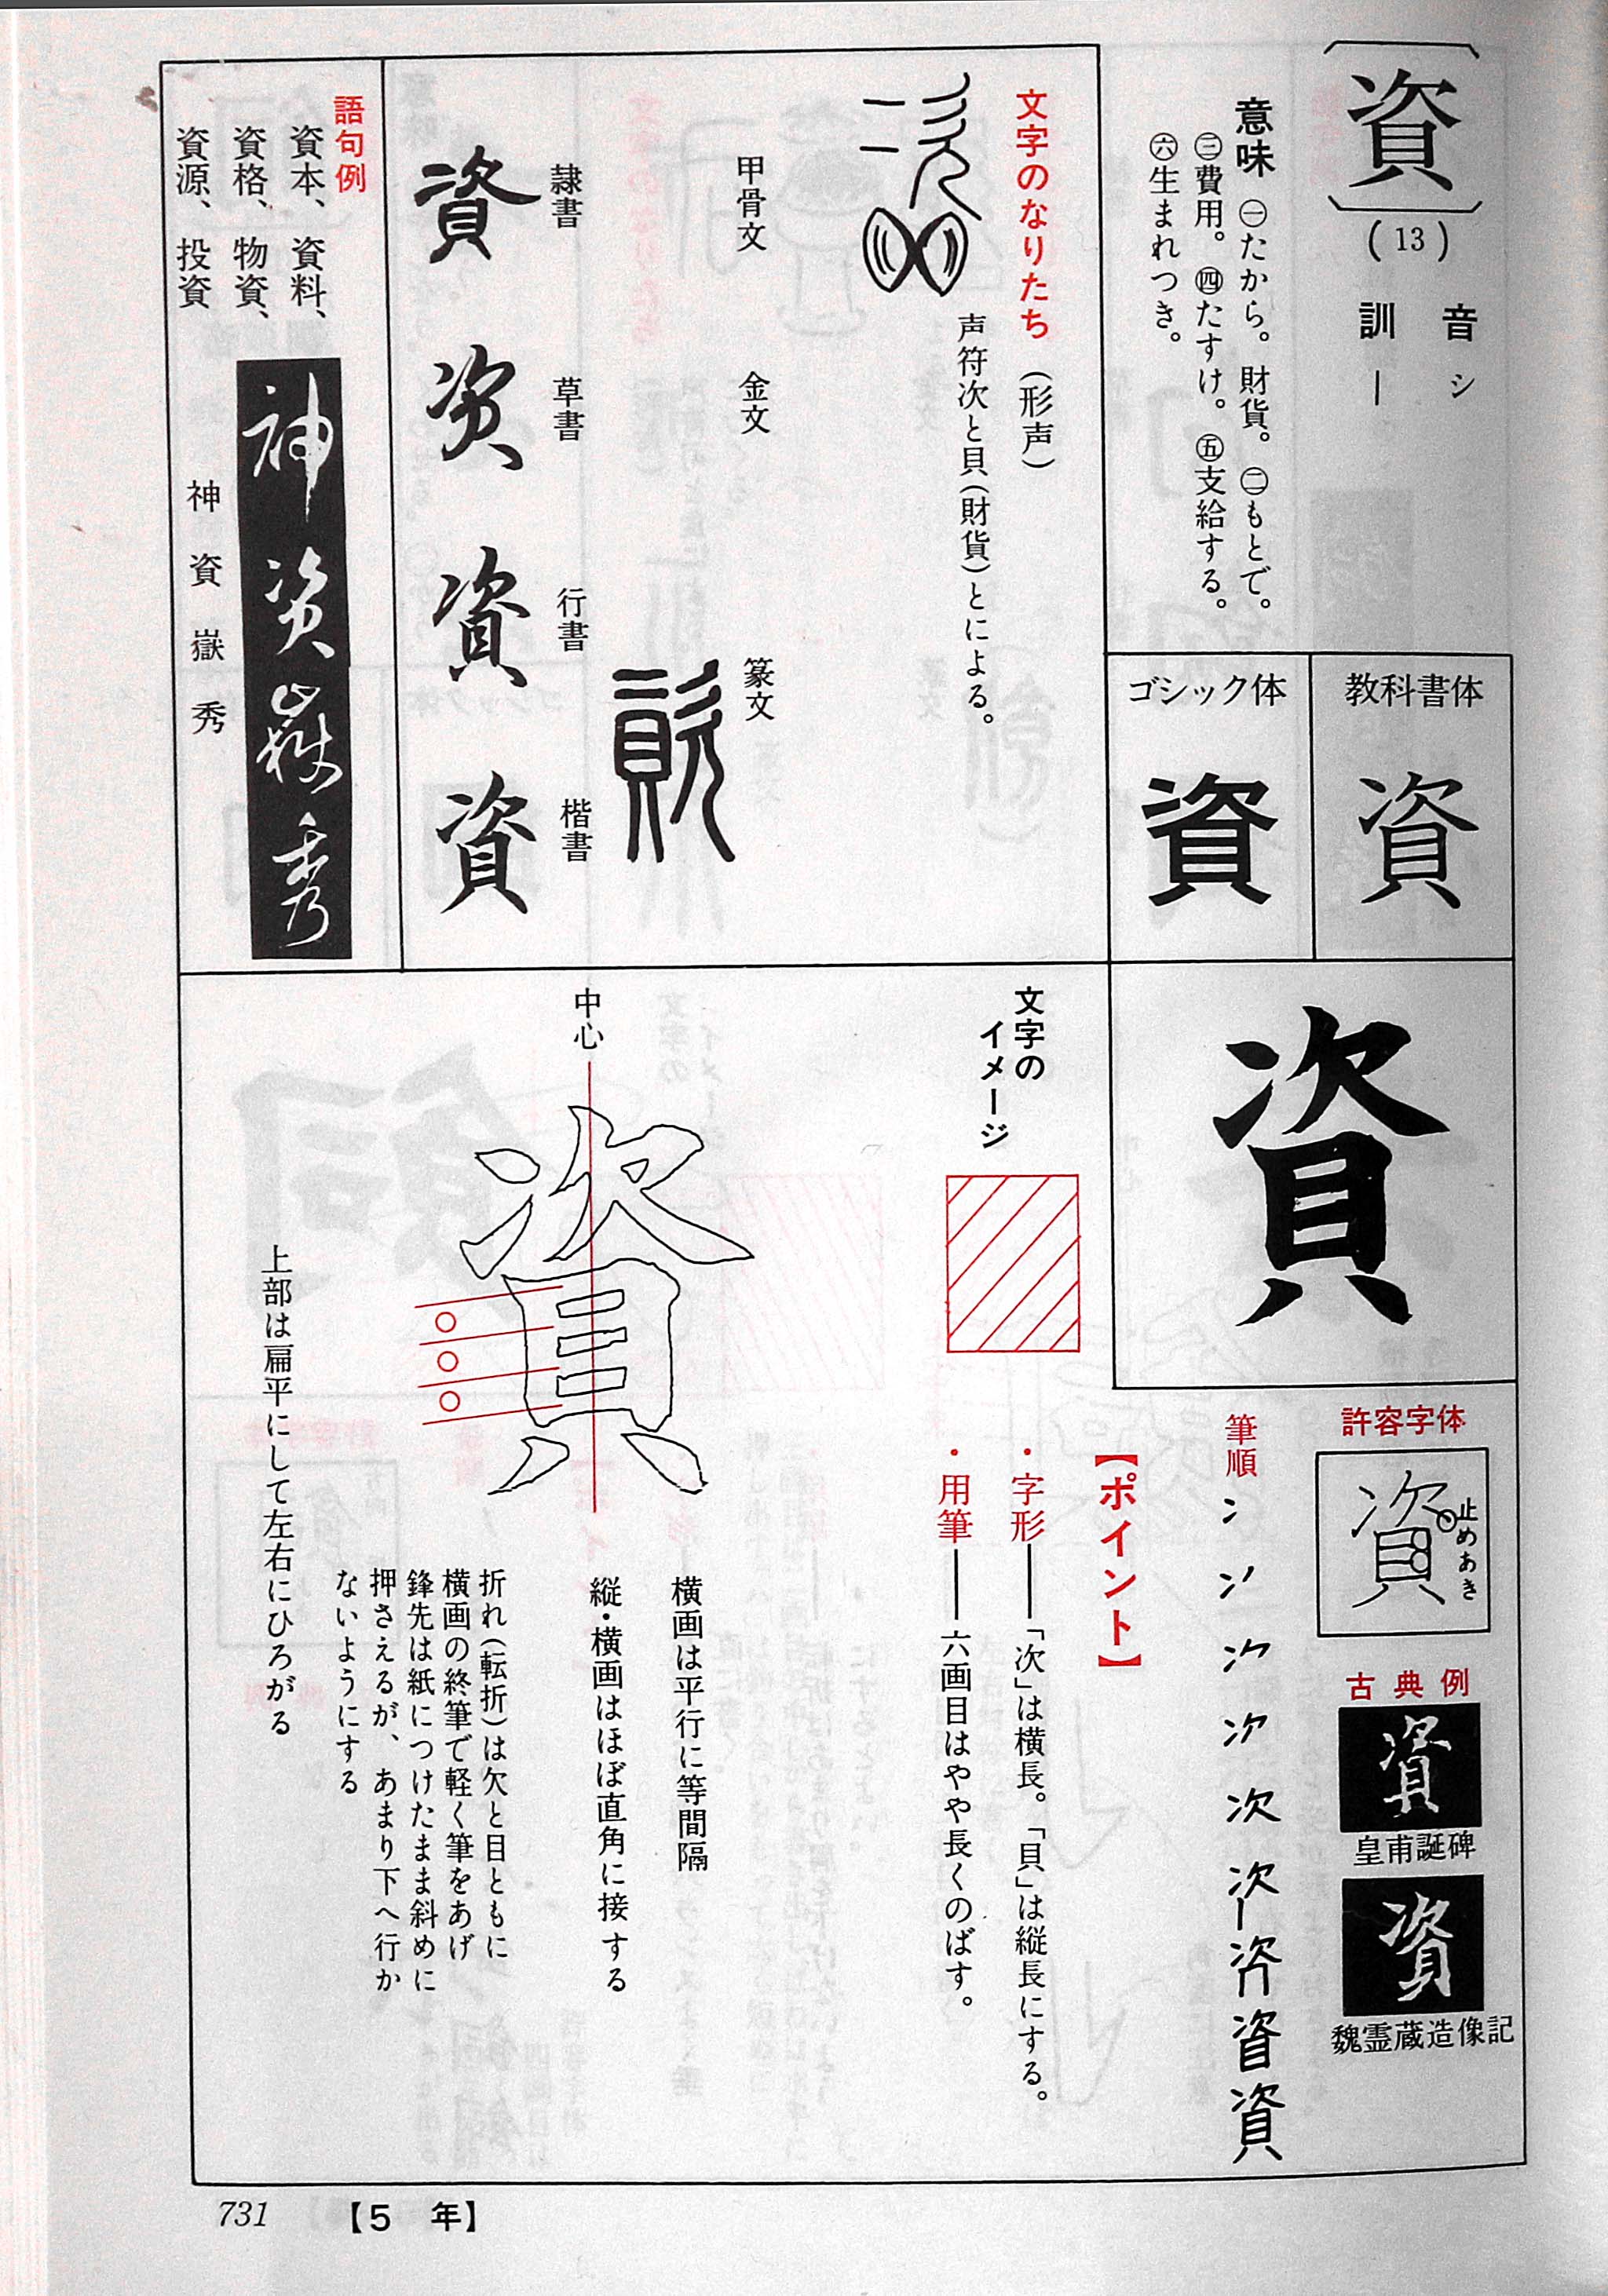 資
(13)
音 シ
訓 ー
意味 ㊀たから。財貨。㊁もとで。
㊂費用。㊃たすけ。㊄支給する。
㊅生まれつき。
教科書体
資
ゴシック体
資
文字のなりたち (形声)
声符次と貝(財貨)とによる。
甲骨文
金文
篆文
隷書
資
草書
資
行書
資
楷書
資
語句例
資本、資料、
資格、物資、
資源、投資
神資嶽秀
神資嶽秀
資
許容字体
資
止め
あき
古典例
資
皇甫誕碑
資
魏霊蔵造像記
筆順
冫 次 次 次 資 資
【ポイント】
・字形──「次」は横長。「貝」は縦長にする。
・用筆──六画目はやや長くのばす。
文字の
イメージ
中心
資
横画は平行に等間隔
縦・横画はほぼ直角に接する
折れ(転折)は欠と目ともに
横画の終筆で軽く筆をあげ
鋒先は紙につけたまま斜めに
押さえるが、あまり下へ行か
ないようにする
上部は扁平にして左右にひろがる
731
【5 年】